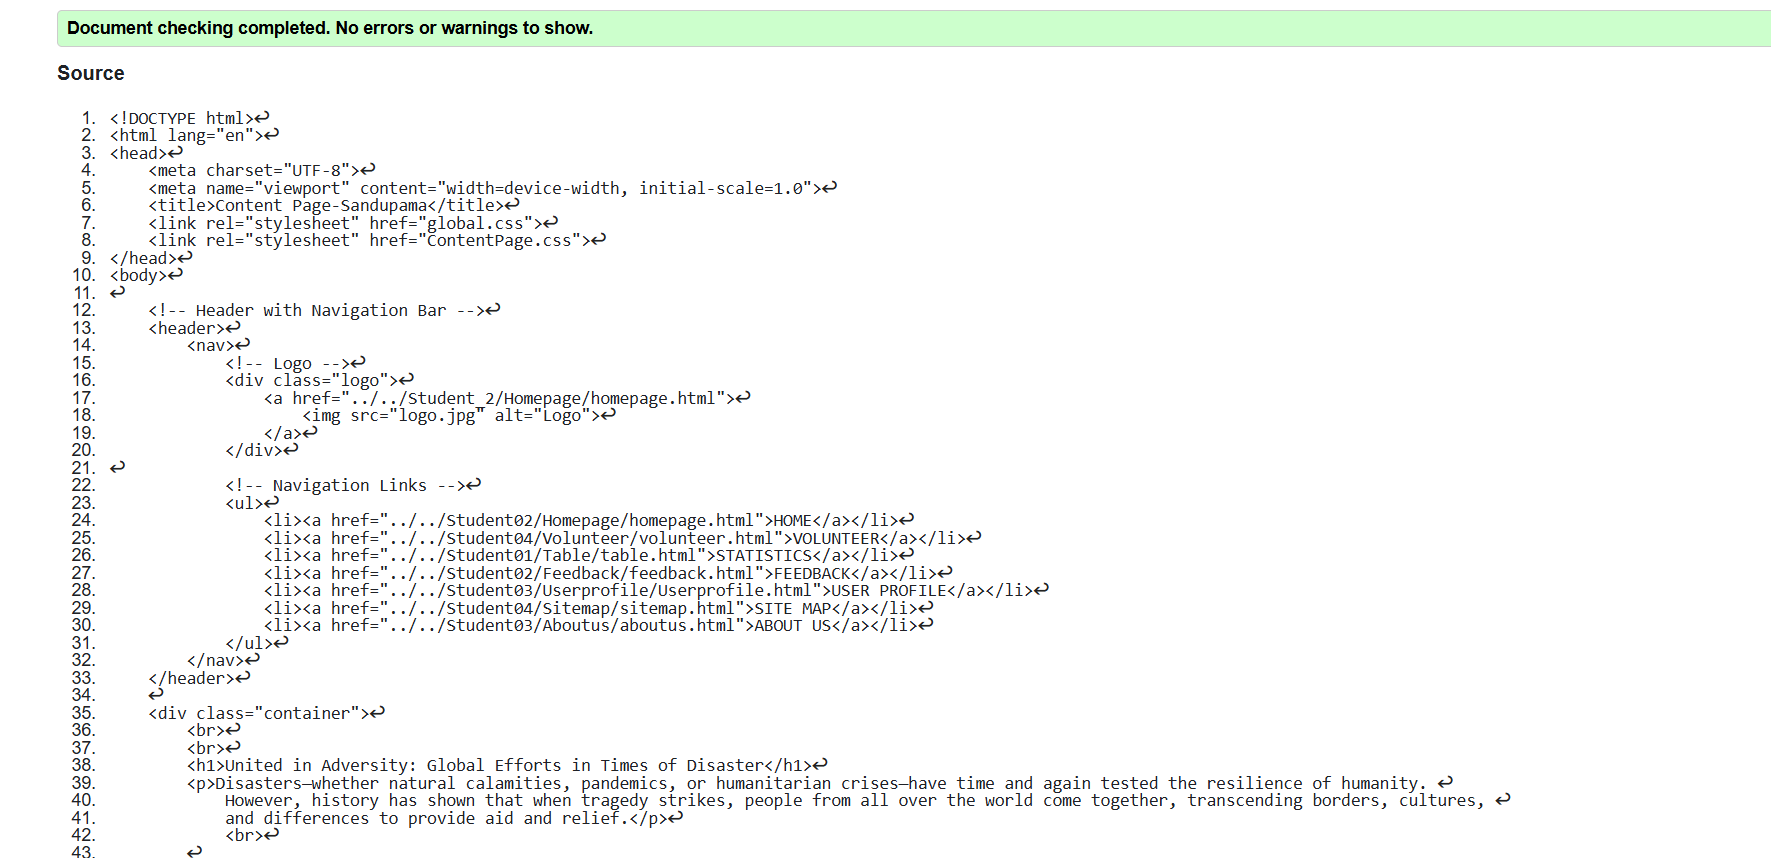 Document checking completed. No errors or warnings to show.
Source
1. <!DOCTYPE html>↩
2. <html lang="en">↩
3. <head>↩
4.     <meta charset="UTF-8">↩
5.     <meta name="viewport" content="width=device-width, initial-scale=1.0">↩
6.     <title>Content Page-Sandupama</title>↩
7.     <link rel="stylesheet" href="global.css">↩
8.     <link rel="stylesheet" href="ContentPage.css">↩
9. </head>↩
10. <body>↩
11. ↩
12.     <!-- Header with Navigation Bar -->↩
13.     <header>↩
14.         <nav>↩
15.             <!-- Logo -->↩
16.             <div class="logo">↩
17.                 <a href="../../Student_2/Homepage/homepage.html">↩
18.                     <img src="logo.jpg" alt="Logo">↩
19.                 </a>↩
20.             </div>↩
21. ↩
22.             <!-- Navigation Links -->↩
23.             <ul>↩
24.                 <li><a href="../../Student02/Homepage/homepage.html">HOME</a></li>↩
25.                 <li><a href="../../Student04/Volunteer/volunteer.html">VOLUNTEER</a></li>↩
26.                 <li><a href="../../Student01/Table/table.html">STATISTICS</a></li>↩
27.                 <li><a href="../../Student02/Feedback/feedback.html">FEEDBACK</a></li>↩
28.                 <li><a href="../../Student03/Userprofile/Userprofile.html">USER PROFILE</a></li>↩
29.                 <li><a href="../../Student04/Sitemap/sitemap.html">SITE MAP</a></li>↩
30.                 <li><a href="../../Student03/Aboutus/aboutus.html">ABOUT US</a></li>↩
31.             </ul>↩
32.         </nav>↩
33.     </header>↩
34.     ↩
35.     <div class="container">↩
36.         <br>↩
37.         <br>↩
38.         <h1>United in Adversity: Global Efforts in Times of Disaster</h1>↩
39.         <p>Disasters—whether natural calamities, pandemics, or humanitarian crises—have time and again tested the resilience of humanity. ↩
40.             However, history has shown that when tragedy strikes, people from all over the world come together, transcending borders, cultures, ↩
41.             and differences to provide aid and relief.</p>↩
42.             <br>↩
43.         ↩